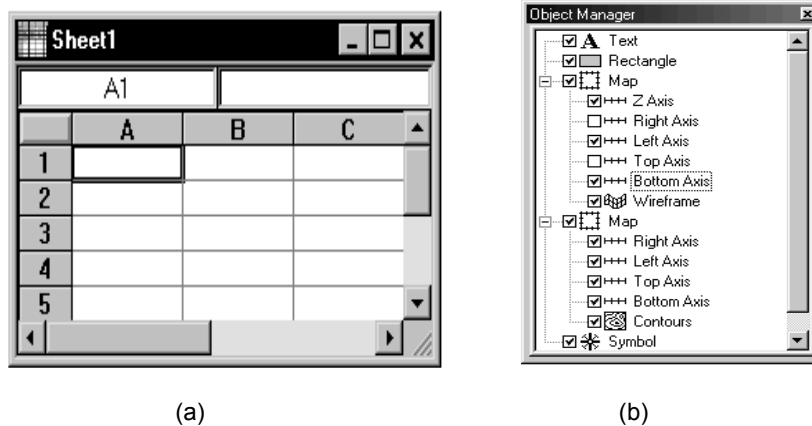 Sheet1
A1
A B C
1
2
3
4
5
(a)
Object Manager
Text
Rectangle
Map
Z Axis
Right Axis
Left Axis
Top Axis
Bottom Axis
Wireframe
Map
Right Axis
Left Axis
Top Axis
Bottom Axis
Contours
Symbol
(b)